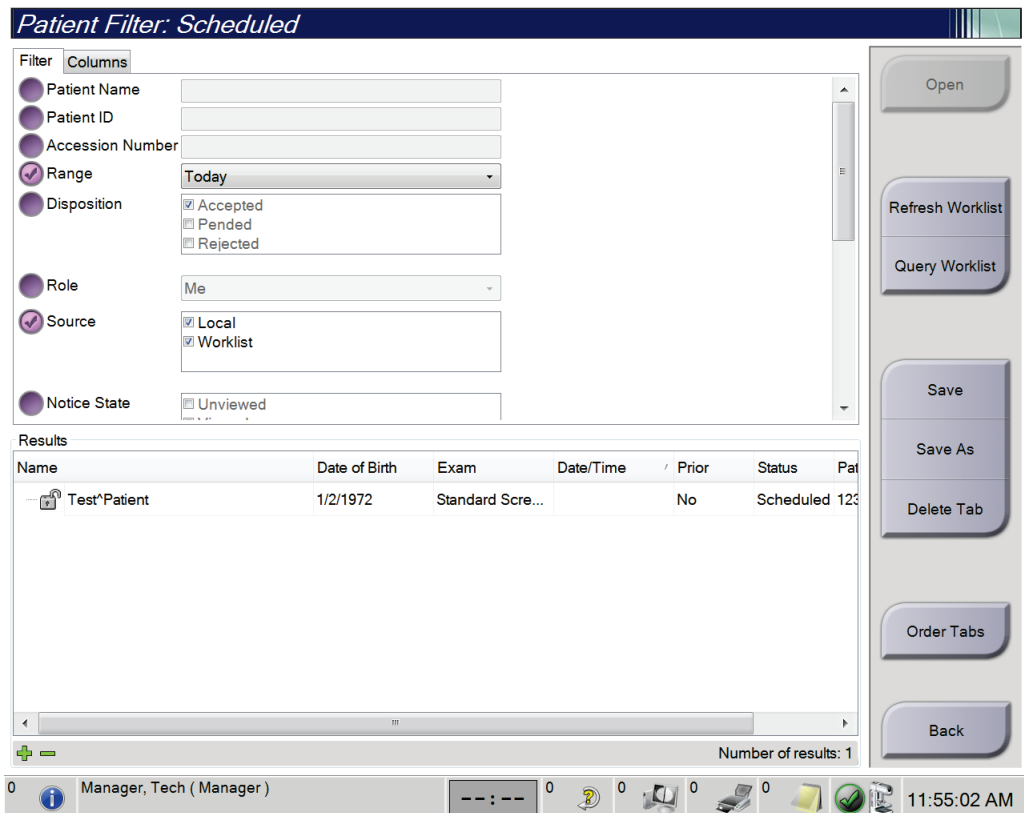 Patient Filter: Scheduled
Filter Columns
Patient Name
Patient ID
Accession Number
Range Today
Disposition Accepted
Pended
Rejected
Role Me
Source Local
Worklist
Notice State Unviewed
Results
Name Date of Birth Exam Date/Time Prior Status Pat
Test^Patient 1/2/1972 Standard Scre... No Scheduled 123
Number of results: 1
Open
Refresh Worklist
Query Worklist
Save
Save As
Delete Tab
Order Tabs
Back
0 Manager, Tech ( Manager ) --:-- 0 0 0 0 11:55:02 AM